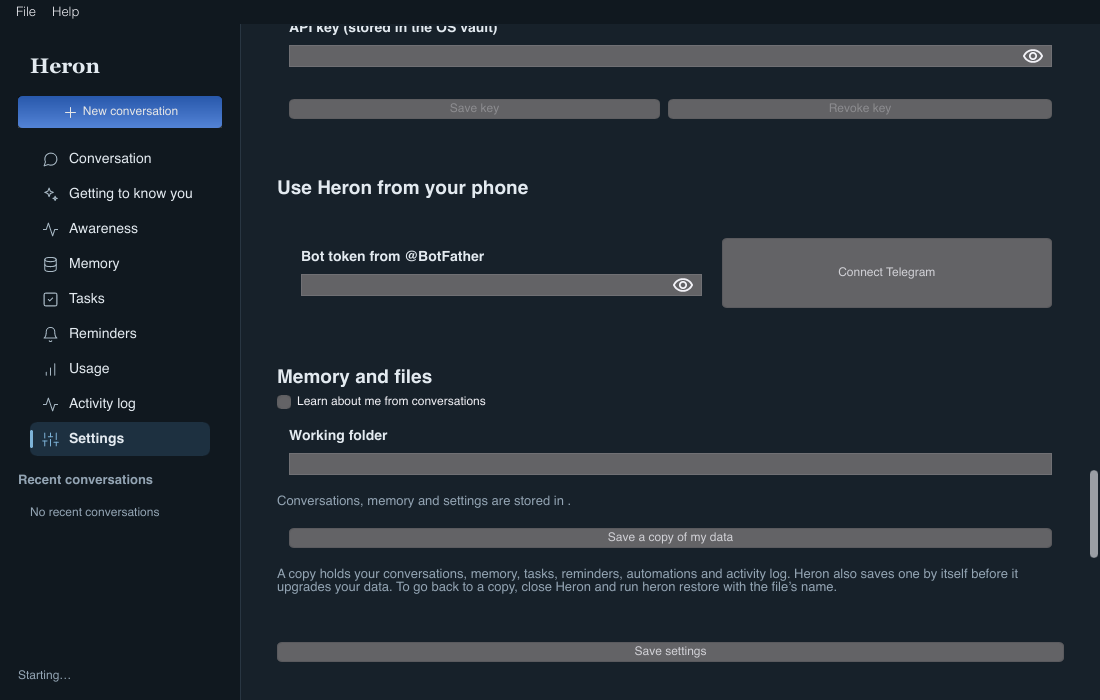 File Help
Heron
New conversation
Conversation
Getting to know you
Awareness
Memory
Tasks
Reminders
Usage
Activity log
Settings
Recent conversations
No recent conversations
Starting…
API key (stored in the OS vault)
Save key
Revoke key
Use Heron from your phone
Bot token from @BotFather
Connect Telegram
Memory and files
Learn about me from conversations
Working folder
Conversations, memory and settings are stored in .
Save a copy of my data
A copy holds your conversations, memory, tasks, reminders, automations and activity log. Heron also saves one by itself before it
upgrades your data. To go back to a copy, close Heron and run heron restore with the file’s name.
Save settings